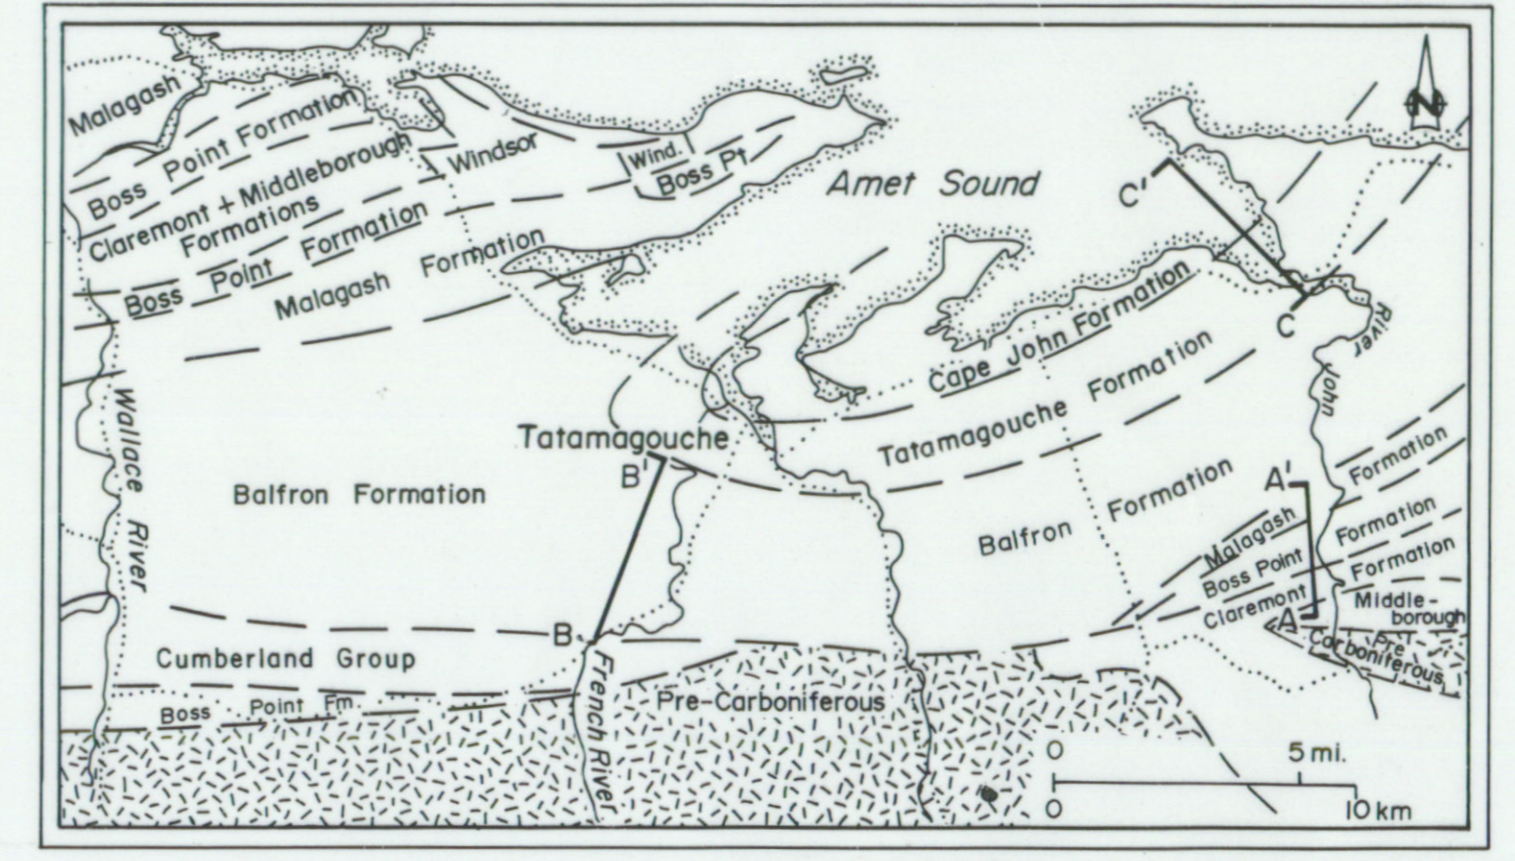 N
Malagash
Boss Point Formation
Claremont + Middleborough
Formations
Windsor
Wind.
Boss Pt
Boss Point Formation
Malagash Formation
Amet Sound
C'
C
River
John
Cape John Formation
Tatamagouche Formation
Tatamagouche
B'
Wallace River
Balfron Formation
Balfron Formation
A'
Malagash Formation
Boss Point Formation
Claremont Formation
A
Middle-
borough
Pre
Carboniferous
B
Cumberland Group
French River
Boss Point Fm.
Pre-Carboniferous
0 5 mi.
0 10 km